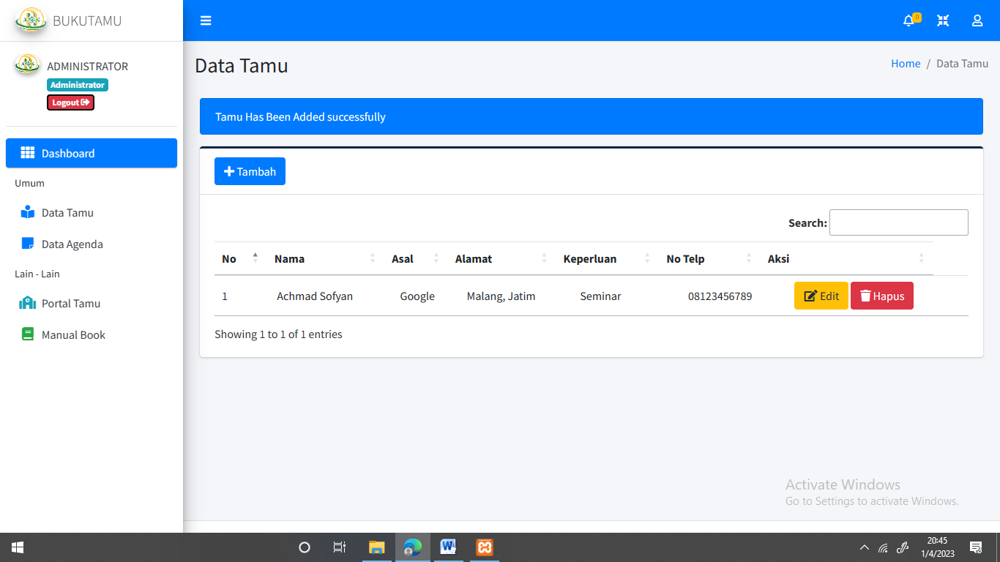 BUKUTAMU
0
ADMINISTRATOR
Administrator
Logout
Dashboard
Umum
Data Tamu
Data Agenda
Lain - Lain
Portal Tamu
Manual Book
Data Tamu
Home / Data Tamu
Tamu Has Been Added successfully
Tambah
Search:
No Nama Asal Alamat Keperluan No Telp Aksi
1 Achmad Sofyan Google Malang, Jatim Seminar 08123456789 Edit Hapus
Showing 1 to 1 of 1 entries
Activate Windows
Go to Settings to activate Windows.
20:45
1/4/2023